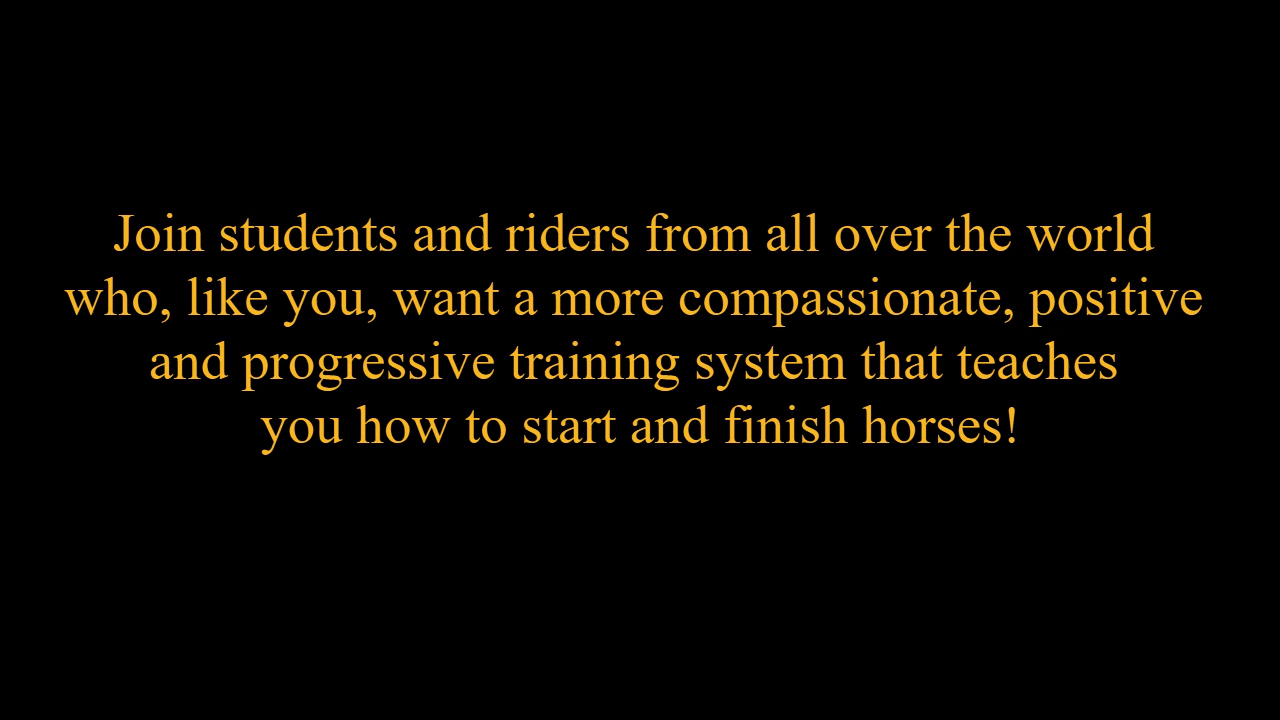 Join students and riders from all over the world
who, like you, want a more compassionate, positive
and progressive training system that teaches
you how to start and finish horses!